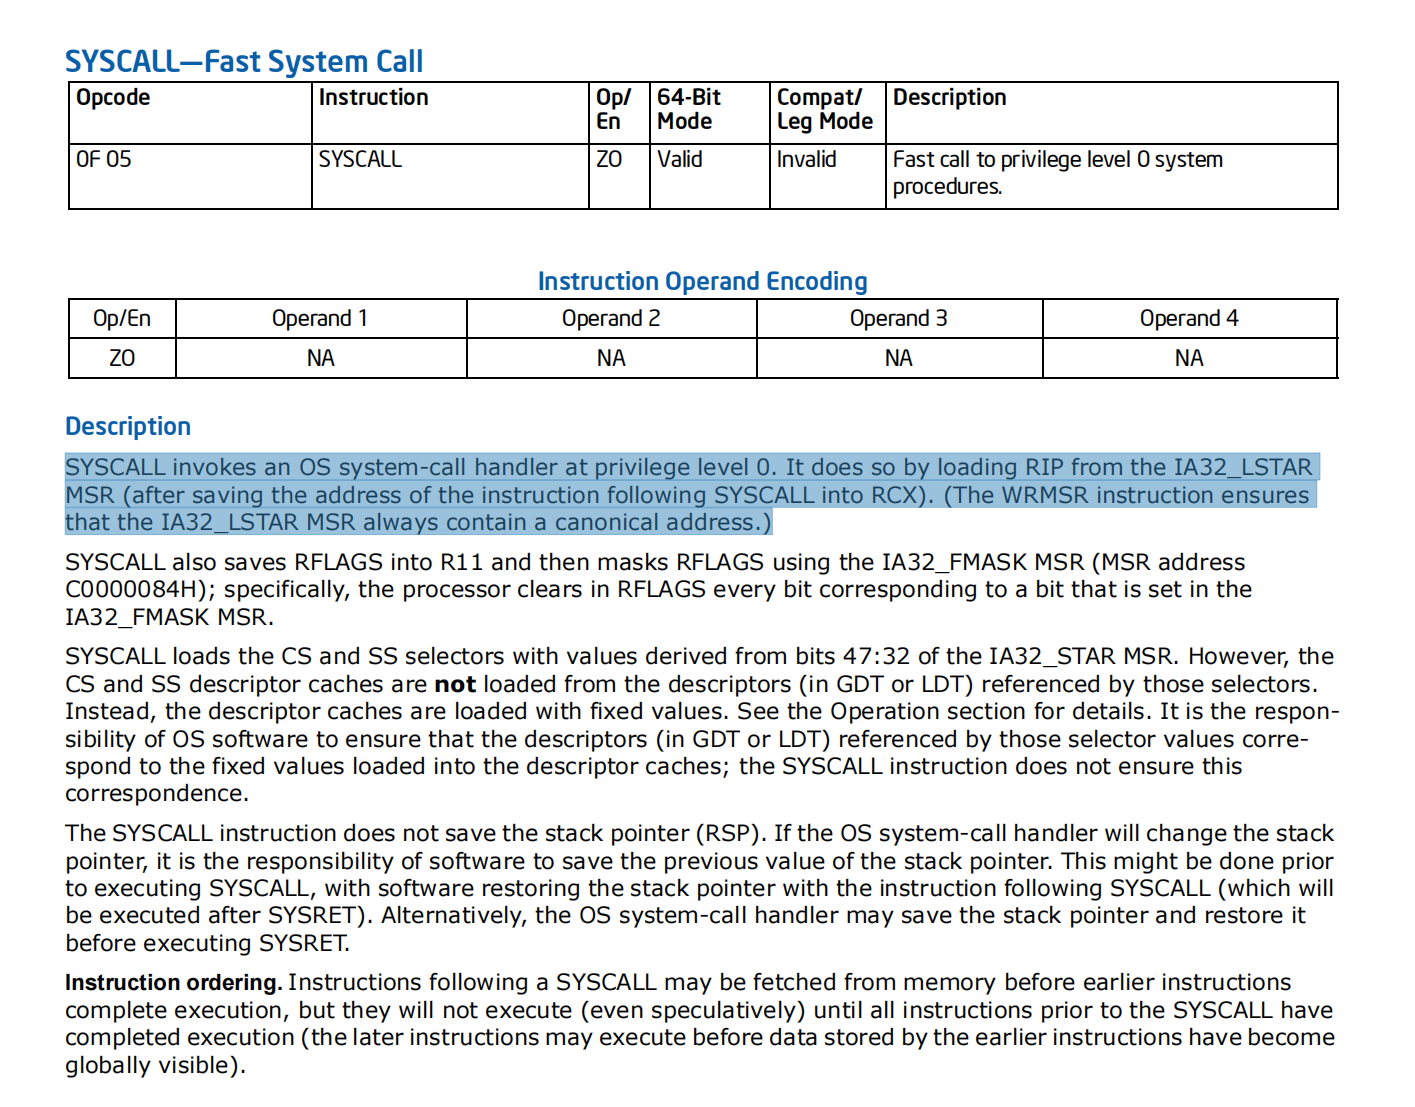 SYSCALL—Fast System Call
Opcode Instruction Op/ En 64-Bit Mode Compat/ Leg Mode Description
0F 05 SYSCALL ZO Valid Invalid Fast call to privilege level 0 system procedures.
Instruction Operand Encoding
Op/En Operand 1 Operand 2 Operand 3 Operand 4
ZO NA NA NA NA
Description
SYSCALL invokes an OS system-call handler at privilege level 0. It does so by loading RIP from the IA32_LSTAR
MSR (after saving the address of the instruction following SYSCALL into RCX). (The WRMSR instruction ensures
that the IA32_LSTAR MSR always contain a canonical address.)
SYSCALL also saves RFLAGS into R11 and then masks RFLAGS using the IA32_FMASK MSR (MSR address
C0000084H); specifically, the processor clears in RFLAGS every bit corresponding to a bit that is set in the
IA32_FMASK MSR.
SYSCALL loads the CS and SS selectors with values derived from bits 47:32 of the IA32_STAR MSR. However, the
CS and SS descriptor caches are not loaded from the descriptors (in GDT or LDT) referenced by those selectors.
Instead, the descriptor caches are loaded with fixed values. See the Operation section for details. It is the respon-
sibility of OS software to ensure that the descriptors (in GDT or LDT) referenced by those selector values corre-
spond to the fixed values loaded into the descriptor caches; the SYSCALL instruction does not ensure this
correspondence.
The SYSCALL instruction does not save the stack pointer (RSP). If the OS system-call handler will change the stack
pointer, it is the responsibility of software to save the previous value of the stack pointer. This might be done prior
to executing SYSCALL, with software restoring the stack pointer with the instruction following SYSCALL (which will
be executed after SYSRET). Alternatively, the OS system-call handler may save the stack pointer and restore it
before executing SYSRET.
Instruction ordering. Instructions following a SYSCALL may be fetched from memory before earlier instructions
complete execution, but they will not execute (even speculatively) until all instructions prior to the SYSCALL have
completed execution (the later instructions may execute before data stored by the earlier instructions have become
globally visible).